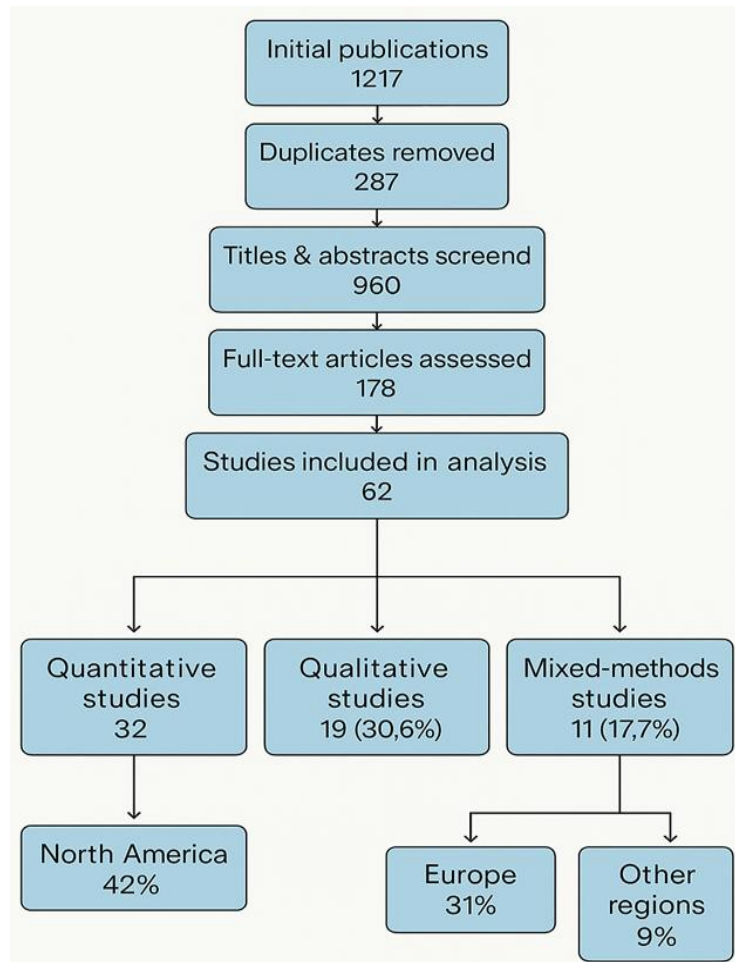 Initial publications
1217
Duplicates removed
287
Titles & abstracts screend
960
Full-text articles assessed
178
Studies included in analysis
62
Quantitative
studies
32
Qualitative
studies
19 (30,6%)
Mixed-methods
studies
11 (17,7%)
North America
42%
Europe
31%
Other
regions
9%